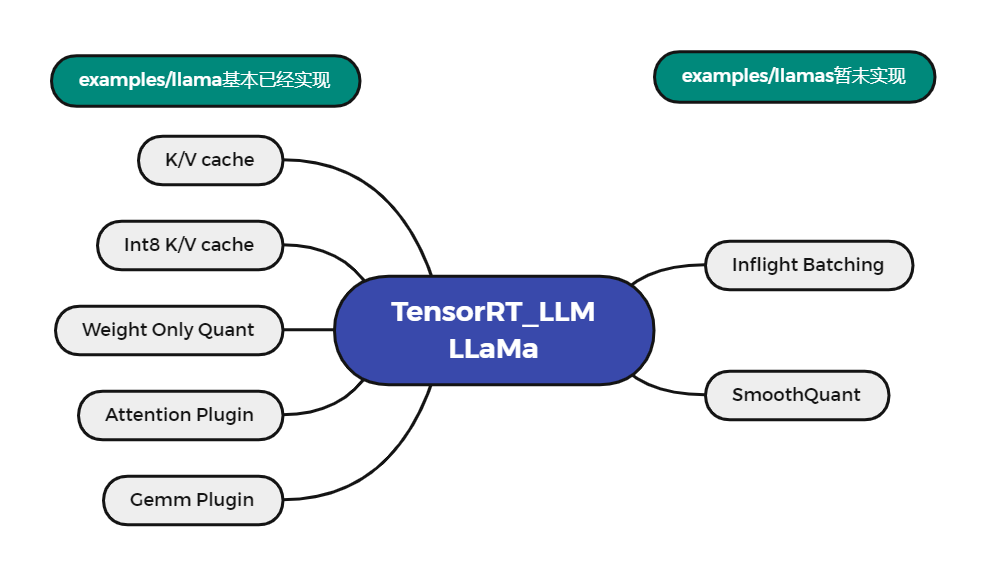 examples/llama基本已经实现
examples/llamas暂未实现
K/V cache
Int8 K/V cache
Weight Only Quant
Attention Plugin
Gemm Plugin
TensorRT_LLM
LLaMa
Inflight Batching
SmoothQuant